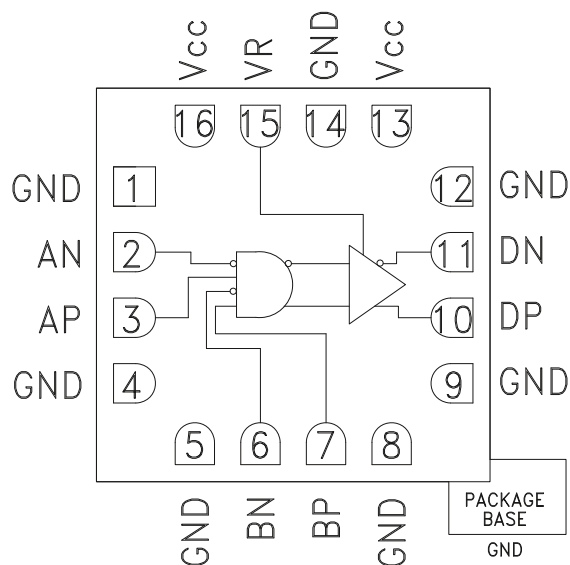 Vcc VR GND Vcc
16 15 14 13
GND 1 12 GND
AN 2 11 DN
AP 3 10 DP
GND 4 9 GND
5 6 7 8
GND BN BP GND
PACKAGE
BASE
GND